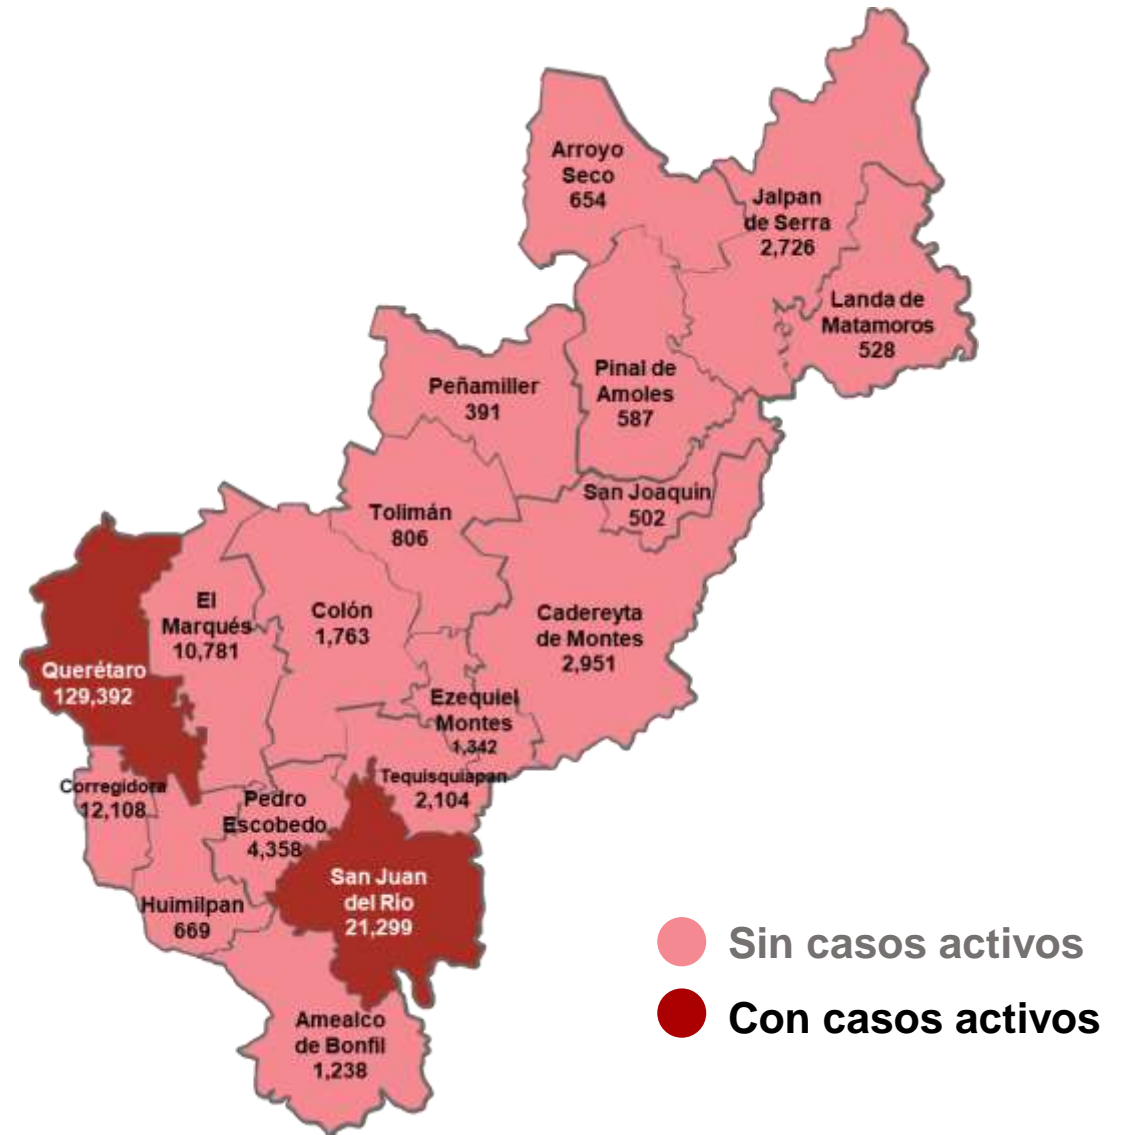 Arroyo
Seco
654
Jalpan
de Serra
2,726
Landa de
Matamoros
528
Pinal de
Amoles
587
Peñamiller
391
San Joaquín
502
Tolimán
806
El
Marqués
10,781
Colón
1,763
Cadereyta
de Montes
2,951
Querétaro
129,392
Ezequiel
Montes
1,342
Corregidora
12,108
Tequisquiapan
2,104
Pedro
Escobedo
4,358
San Juan
del Río
21,299
Huimilpan
669
Amealco
de Bonfil
1,238
Sin casos activos
Con casos activos